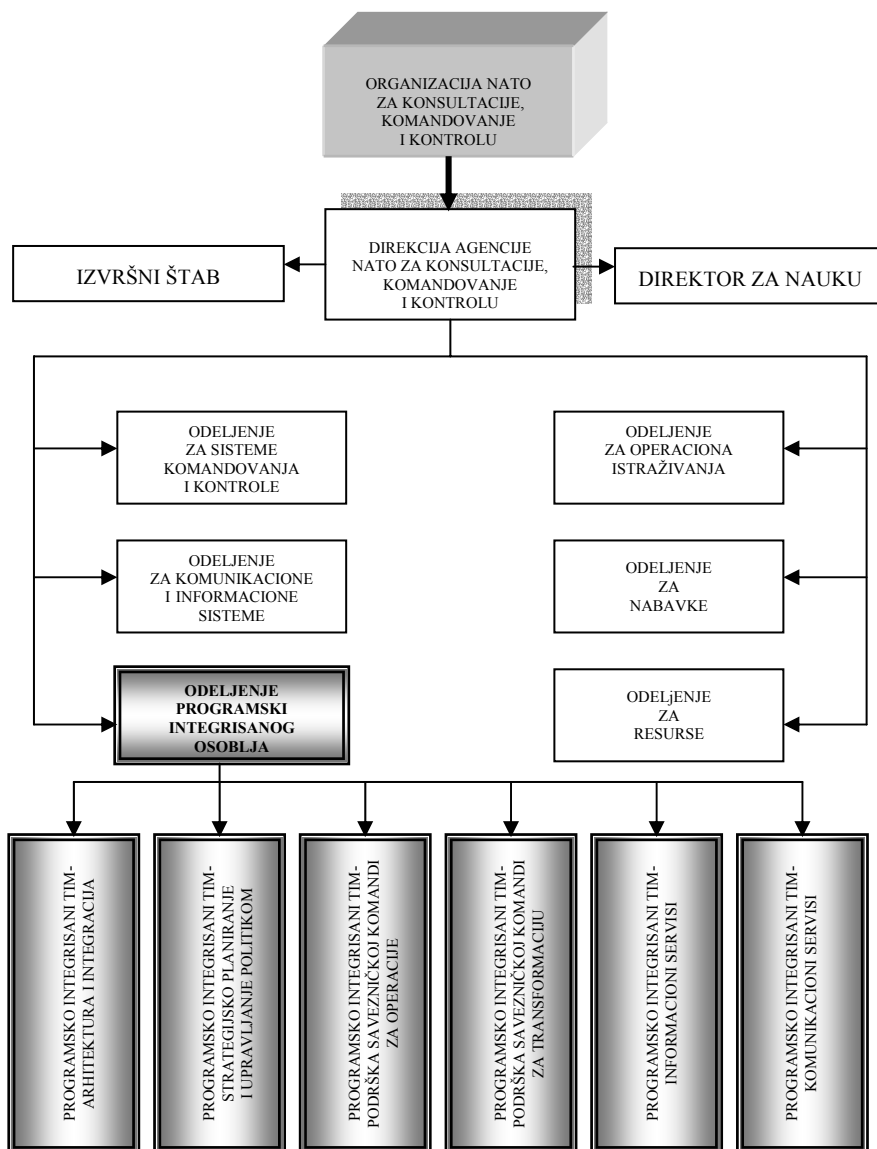 ORGANIZACIJA NATO
ZA KONSULTACIJE,
KOMANDOVANJE
I KONTROLU
DIREKCIJA AGENCIJE
NATO ZA KONSULTACIJE,
KOMANDOVANJE
I KONTROLU
IZVRŠNI ŠTAB
DIREKTOR ZA NAUKU
ODELJENJE
ZA SISTEME
KOMANDOVANJA
I KONTROLE
ODELJENJE
ZA OPERACIONA
ISTRAŽIVANJA
ODELJENJE
ZA KOMUNIKACIONE
I INFORMACIONE
SISTEME
ODELJENJE
ZA
NABAVKE
ODELJENJE
PROGRAMSKI
INTEGRISANOG
OSOBLJA
ODELjENJE
ZA
RESURSE
PROGRAMSKO INTEGRISANI TIM-
ARHITEKTURA I INTEGRACIJA
PROGRAMSKO INTEGRISANI TIM-
STRATEGIJSKO PLANIRANJE
I UPRAVLJANJE POLITIKOM
PROGRAMSKO INTEGRISANI TIM-
PODRŠKA SAVEZNIČKOJ KOMANDI
ZA OPERACIJE
PROGRAMSKO INTEGRISANI TIM-
PODRŠKA SAVEZNIČKOJ KOMANDI
ZA TRANSFORMACIJU
PROGRAMSKO INTEGRISANI TIM-
INFORMACIONI SERVISI
PROGRAMSKO INTEGRISANI TIM-
KOMUNIKACIONI SERVISI